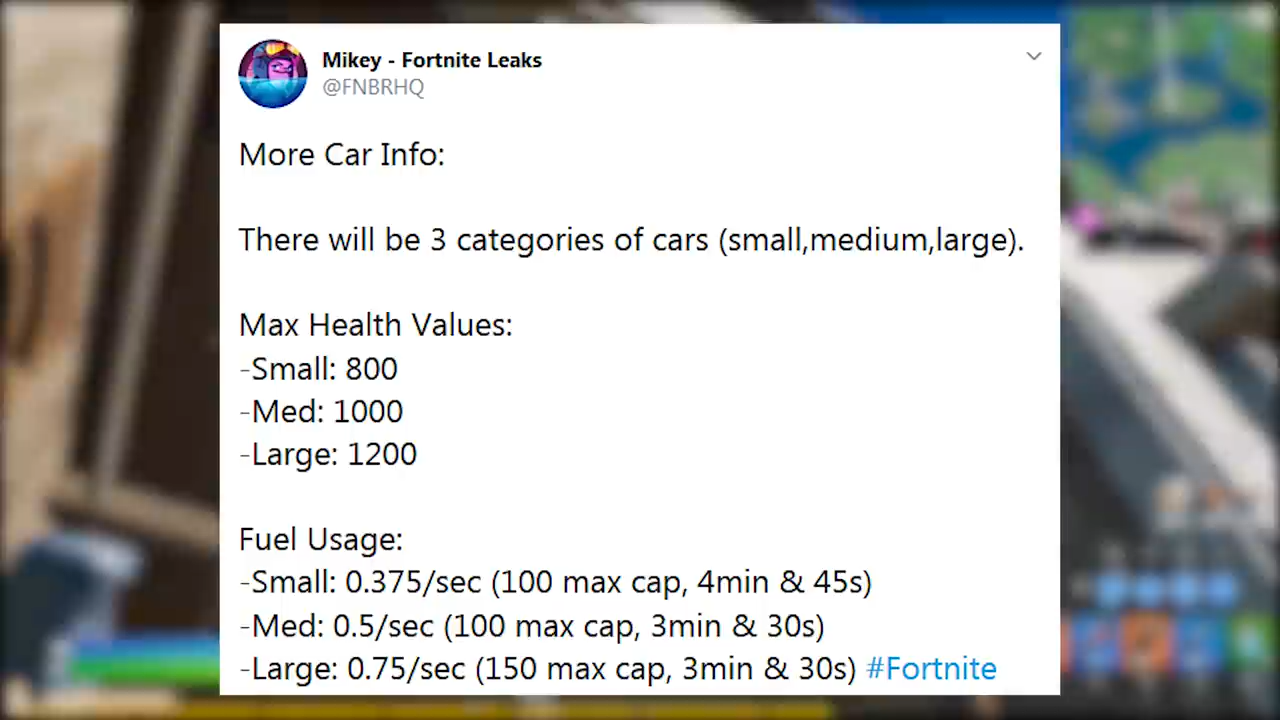 Mikey - Fortnite Leaks
@FNBRHQ
More Car Info:
There will be 3 categories of cars (small,medium,large).
Max Health Values:
-Small: 800
-Med: 1000
-Large: 1200
Fuel Usage:
-Small: 0.375/sec (100 max cap, 4min & 45s)
-Med: 0.5/sec (100 max cap, 3min & 30s)
-Large: 0.75/sec (150 max cap, 3min & 30s) #Fortnite